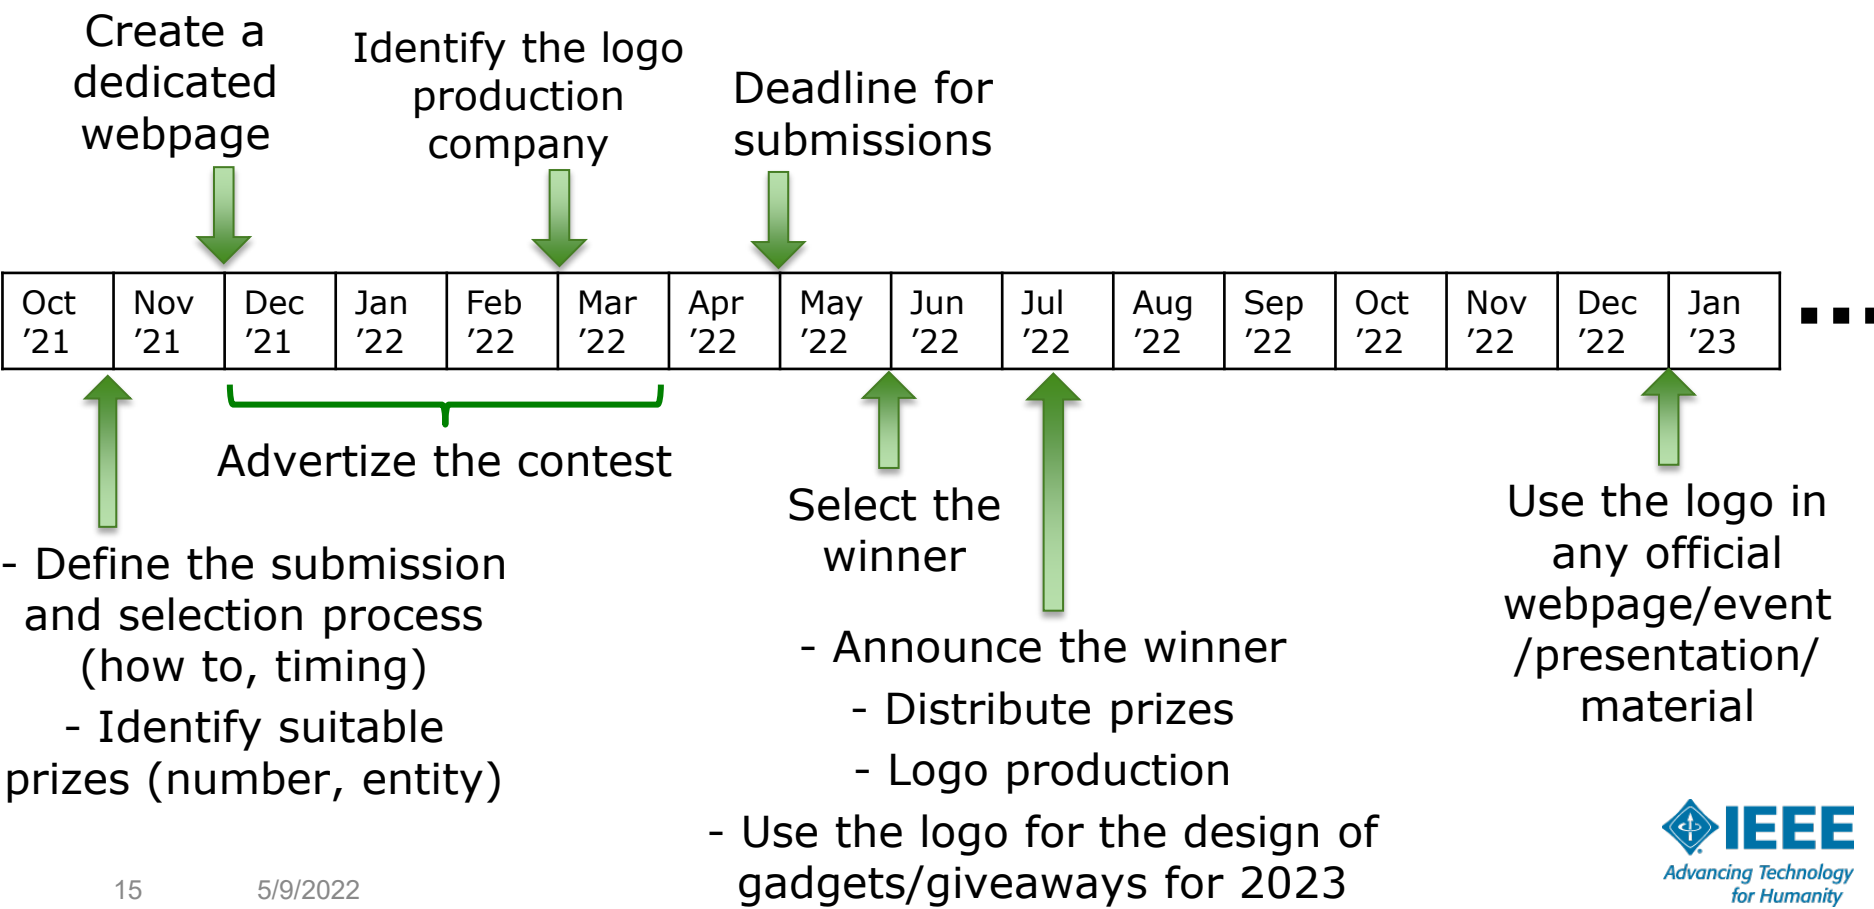 Create a
dedicated
webpage
Identify the logo
production
company
Deadline for
submissions
Oct ’21
Nov ’21
Dec ’21
Jan ’22
Feb ’22
Mar ’22
Apr ’22
May ’22
Jun ’22
Jul ’22
Aug ’22
Sep ’22
Oct ’22
Nov ’22
Dec ’22
Jan ’23
Advertize the contest
- Define the submission
and selection process
(how to, timing)
- Identify suitable
prizes (number, entity)
Select the
winner
- Announce the winner
- Distribute prizes
- Logo production
- Use the logo for the design of
gadgets/giveaways for 2023
Use the logo in
any official
webpage/event
/presentation/
material
15
5/9/2022
IEEE
Advancing Technology
for Humanity